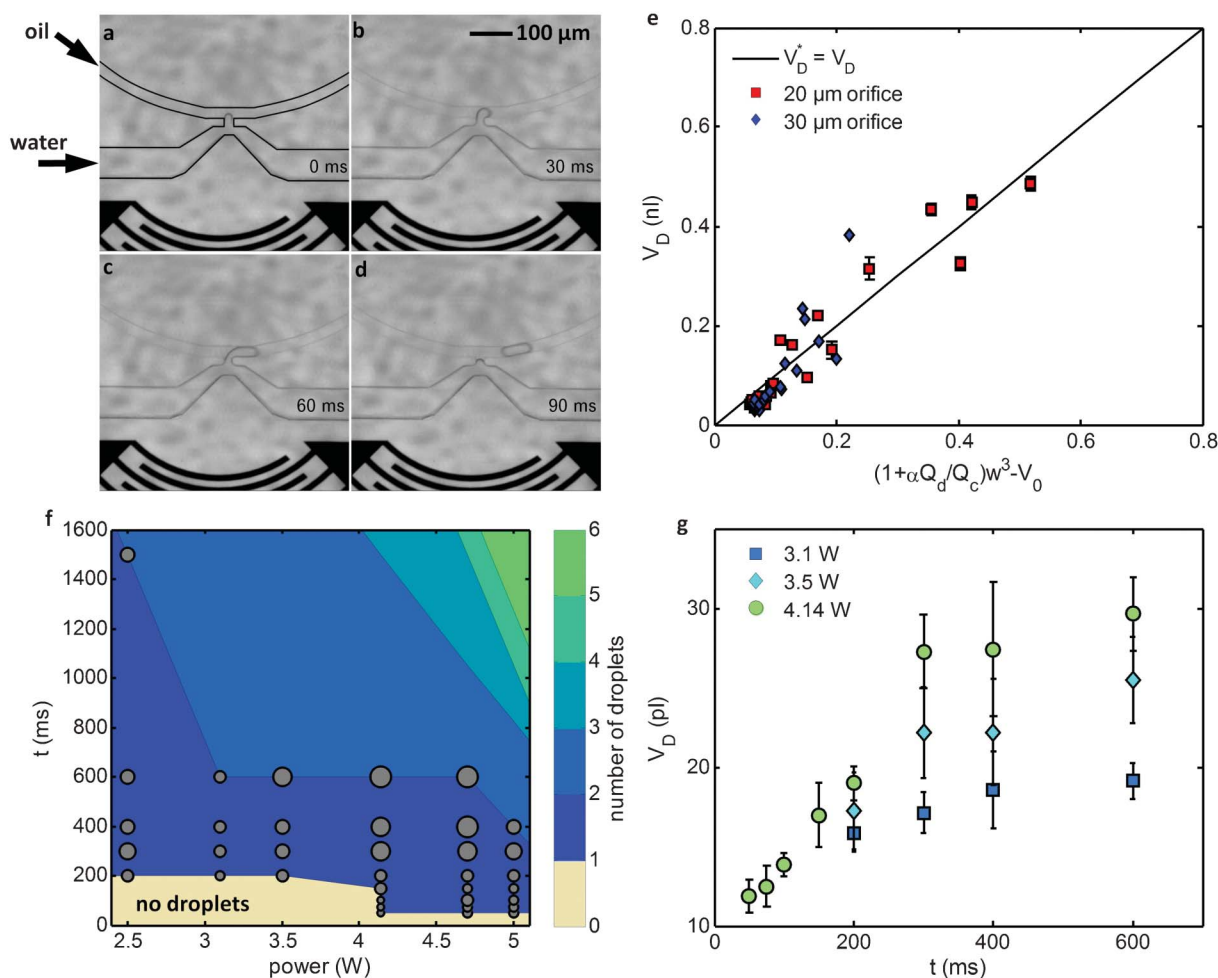 a
b
oil
100 µm
water
0 ms
30 ms
c
d
60 ms
90 ms
e
V*D = VD
20 µm orifice
30 µm orifice
0.8
0.6
0.4
0.2
0
VD (nl)
0
0.2
0.4
0.6
0.8
(1+αQd/Qc)w³-V0
f
1600
1400
1200
1000
800
600
400
200
0
t (ms)
no droplets
2.5
3
3.5
4
4.5
5
power (W)
6
5
4
3
2
1
0
number of droplets
g
3.1 W
3.5 W
4.14 W
30
20
10
VD (pl)
0
200
400
600
t (ms)